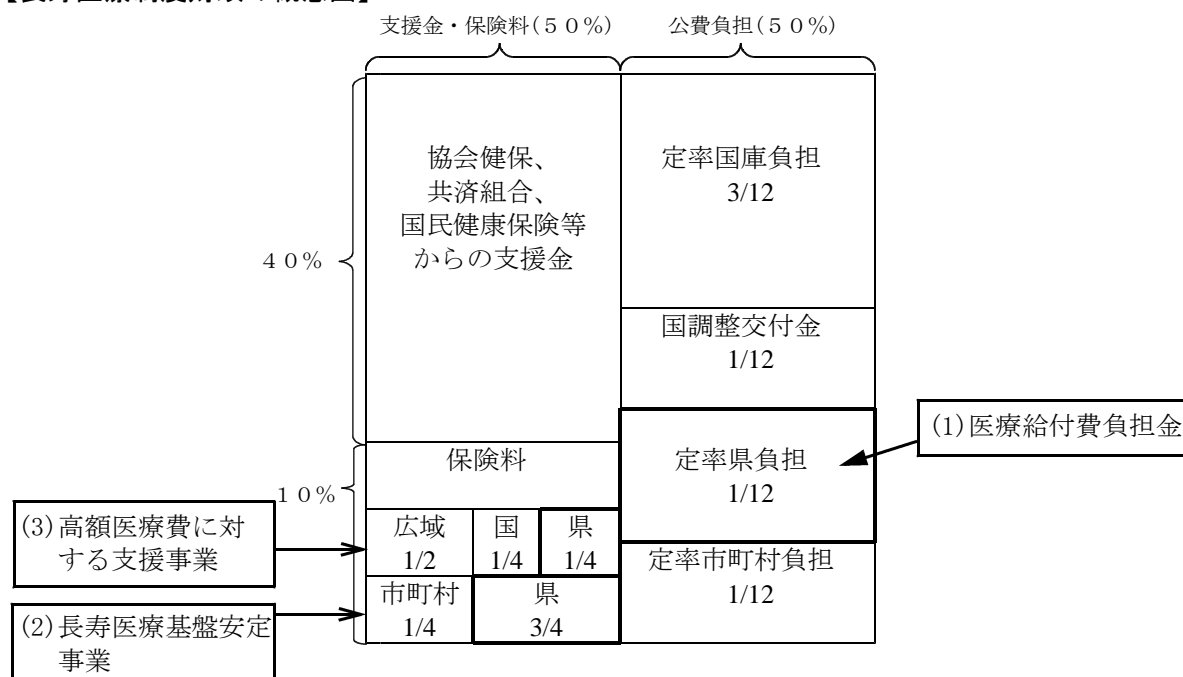 【長寿医療制度財政の概念図】
支援金・保険料(５０%)
公費負担(５０%)
協会健保、
共済組合、
国民健康保険等
からの支援金
定率国庫負担
3/12
４０%
国調整交付金
1/12
(1)医療給付費負担金
保険料
定率県負担
1/12
１０%
(3)高額医療費に対
する支援事業
広域
1/2
国
1/4
県
1/4
定率市町村負担
1/12
市町村
1/4
県
3/4
(2)長寿医療基盤安定
事業